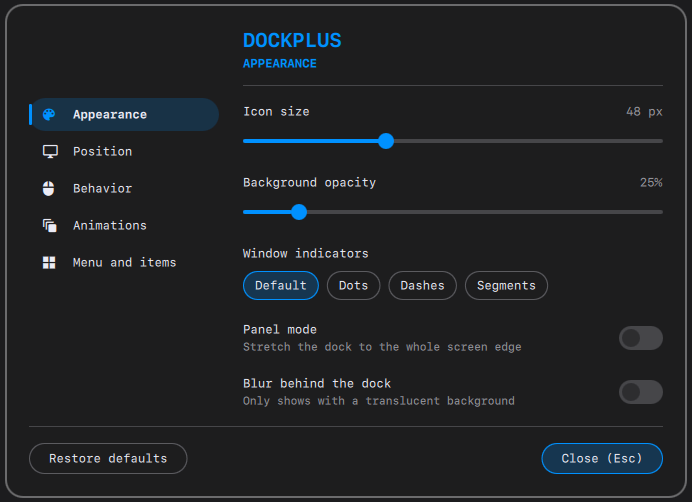 DOCKPLUS
APPEARANCE
Appearance
Position
Behavior
Animations
Menu and items
Icon size 48 px
Background opacity 25%
Window indicators
Default Dots Dashes Segments
Panel mode
Stretch the dock to the whole screen edge
Blur behind the dock
Only shows with a translucent background
Restore defaults Close (Esc)